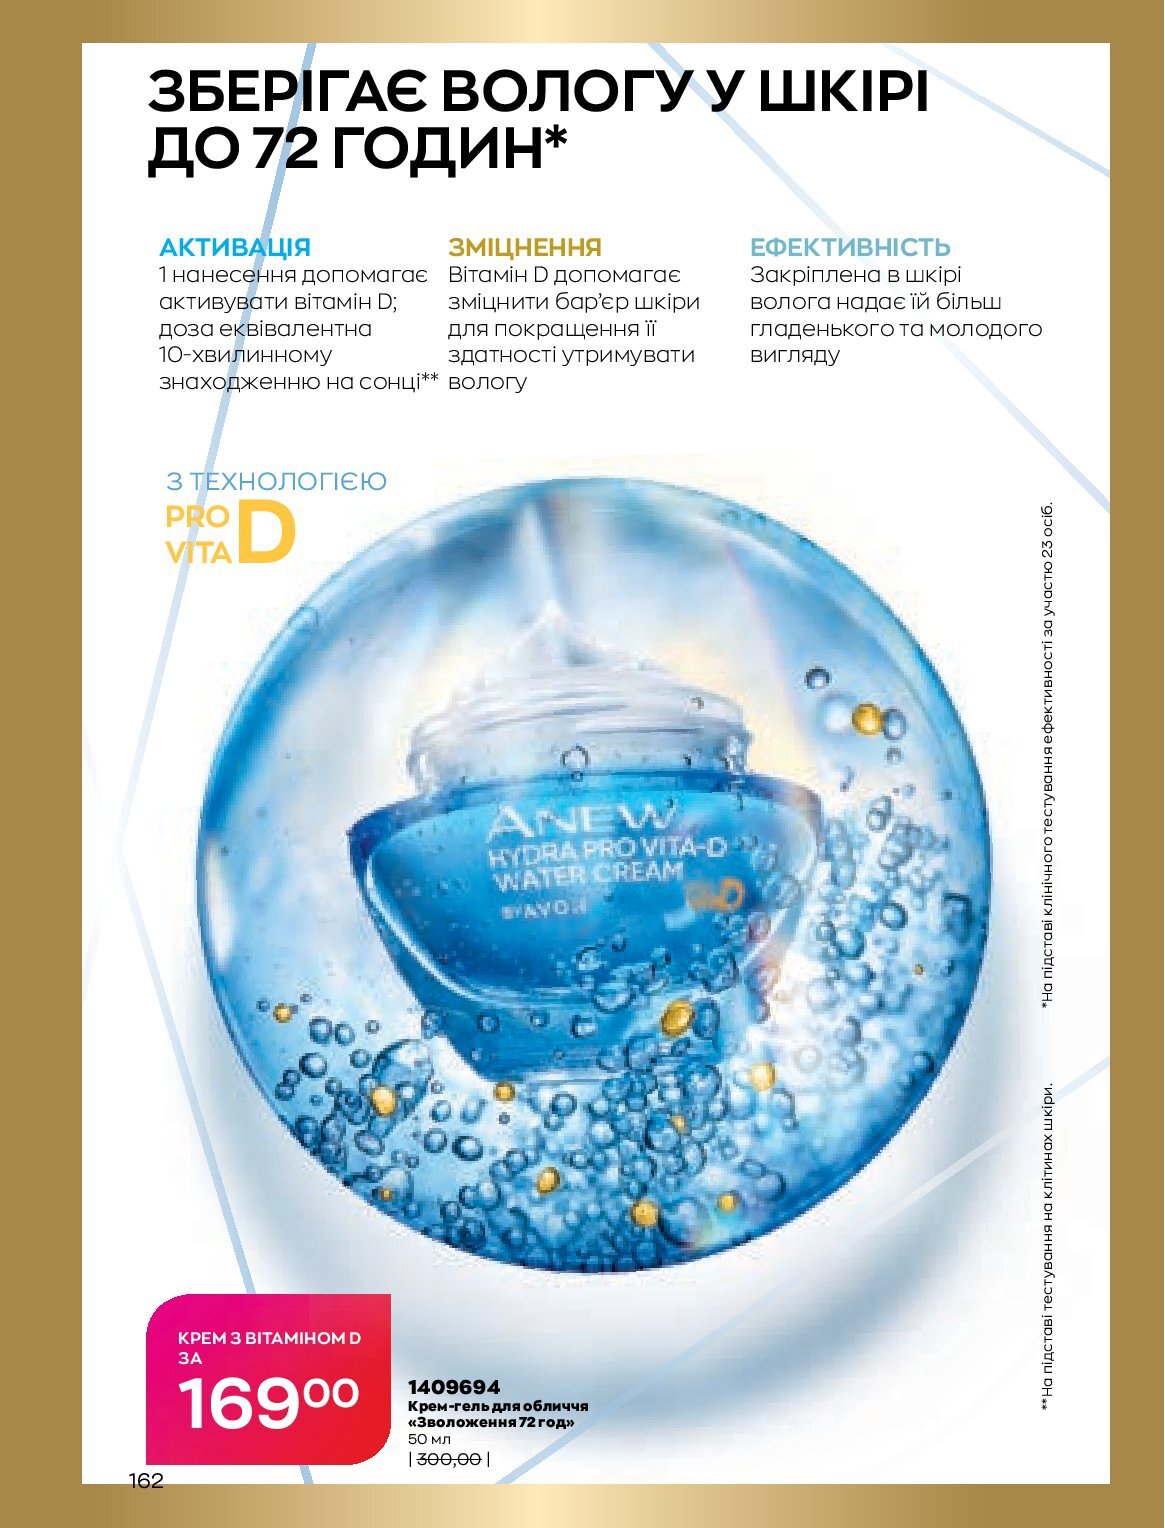 ЗБЕРІГАЄ ВОЛОГУ У ШКІРІ
ДО 72 ГОДИН*
АКТИВАЦІЯ
1 нанесення допомагає
активувати вітамін D;
доза еквівалентна
10-хвилинному
знаходженню на сонці**
ЗМІЦНЕННЯ
Вітамін D допомагає
зміцнити бар’єр шкіри
для покращення її
здатності утримувати
вологу
ЕФЕКТИВНІСТЬ
Закріплена в шкірі
волога надає їй більш
гладенького та молодого
вигляду
З ТЕХНОЛОГІЄЮ
PRO
VITA D
ANEW
HYDRA PRO VITA-D
WATER CREAM
BY AVON
*На підставі клінічного тестування ефективності за участю 23 осіб.
**На підставі тестування на клітинах шкіри.
КРЕМ З ВІТАМІНОМ D
ЗА
16900
1409694
Крем-гель для обличчя
«Зволоження 72 год»
50 мл
| 300,00 |
162